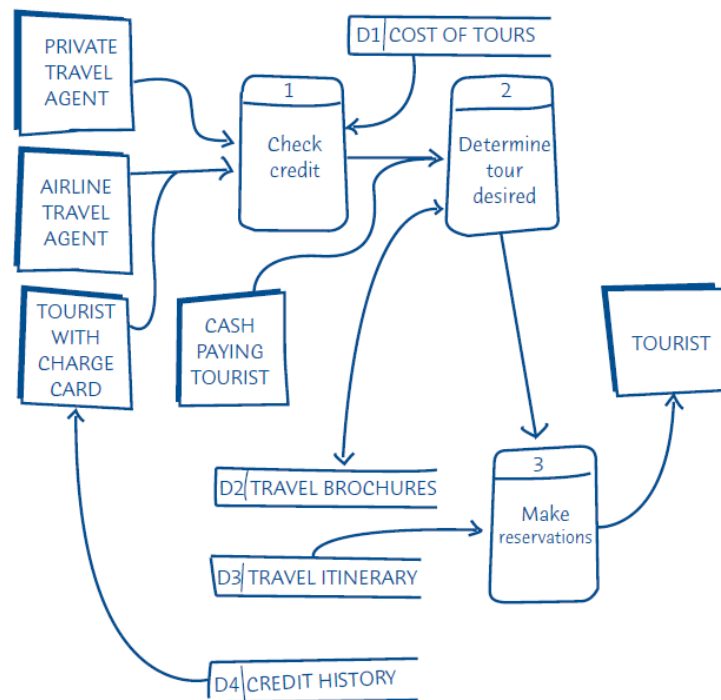 PRIVATE
TRAVEL
AGENT
D1 COST OF TOURS
1
Check
credit
2
Determine
tour
desired
AIRLINE
TRAVEL
AGENT
TOURIST
WITH
CHARGE
CARD
CASH
PAYING
TOURIST
TOURIST
D2 TRAVEL BROCHURES
3
Make
reservations
D3 TRAVEL ITINERARY
D4 CREDIT HISTORY